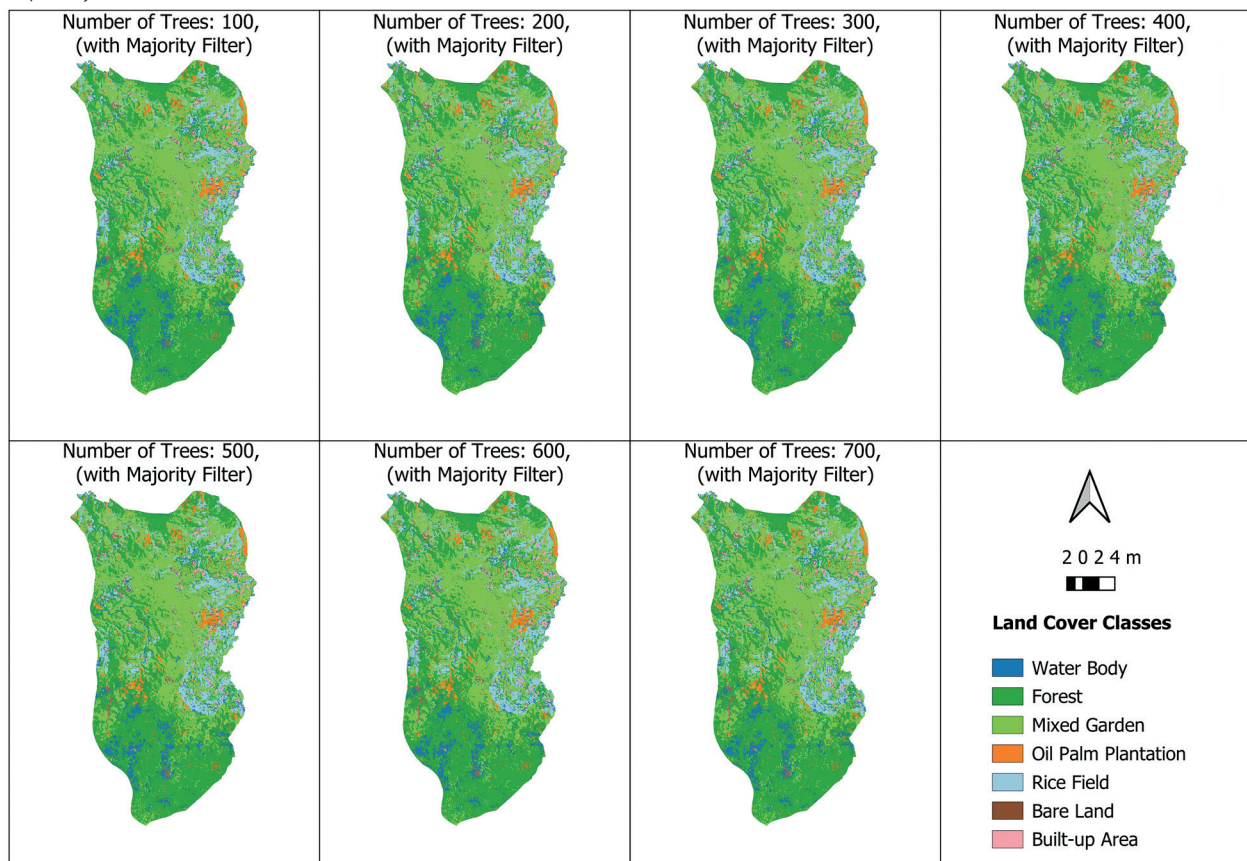 Number of Trees: 100,
(with Majority Filter)
Number of Trees: 200,
(with Majority Filter)
Number of Trees: 300,
(with Majority Filter)
Number of Trees: 400,
(with Majority Filter)
Number of Trees: 500,
(with Majority Filter)
Number of Trees: 600,
(with Majority Filter)
Number of Trees: 700,
(with Majority Filter)
2 0 2 4 m
Land Cover Classes
Water Body
Forest
Mixed Garden
Oil Palm Plantation
Rice Field
Bare Land
Built-up Area